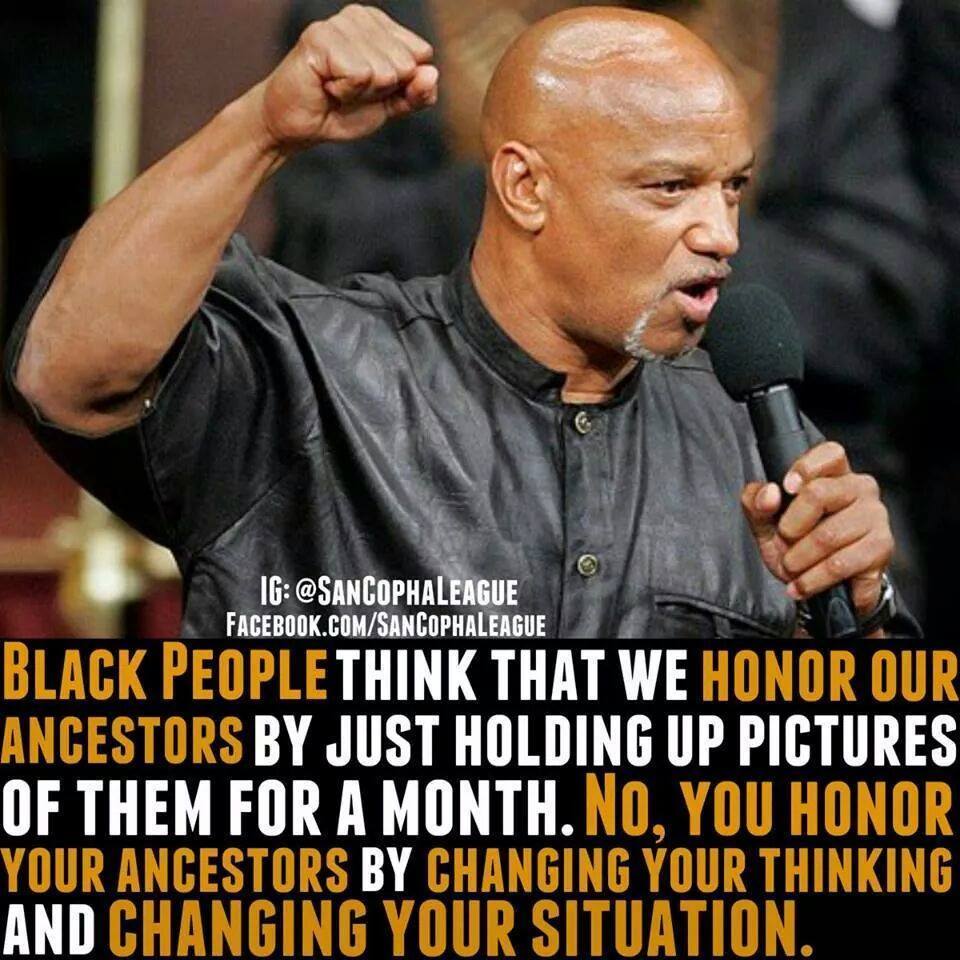 IG: @SanCophaLeague
Facebook.com/SanCophaLeague
Black People think that we honor our
ancestors by just holding up pictures
of them for a month. No, you honor
your ancestors by changing your thinking
and changing your situation.